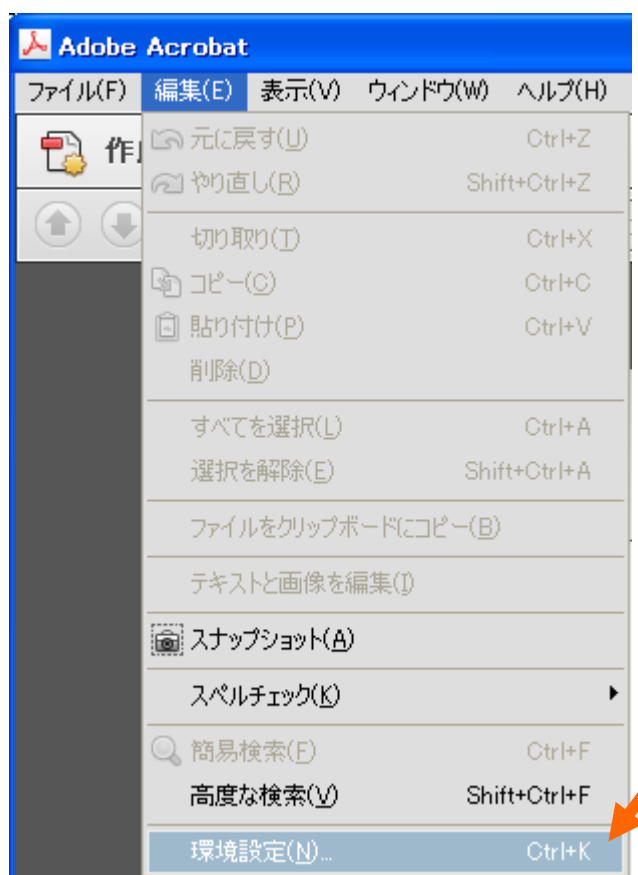 Adobe Acrobat
ファイル(F) 編集(E) 表示(V) ウィンドウ(W) ヘルプ(H)
元に戻す(U) Ctrl+Z
やり直し(R) Shift+Ctrl+Z
切り取り(T) Ctrl+X
コピー(C) Ctrl+C
貼り付け(P) Ctrl+V
削除(D)
すべてを選択(L) Ctrl+A
選択を解除(E) Shift+Ctrl+A
ファイルをクリップボードにコピー(B)
テキストと画像を編集(I)
スナップショット(A)
スペルチェック(K)
簡易検索(F) Ctrl+F
高度な検索(V) Shift+Ctrl+F
環境設定(N)... Ctrl+K